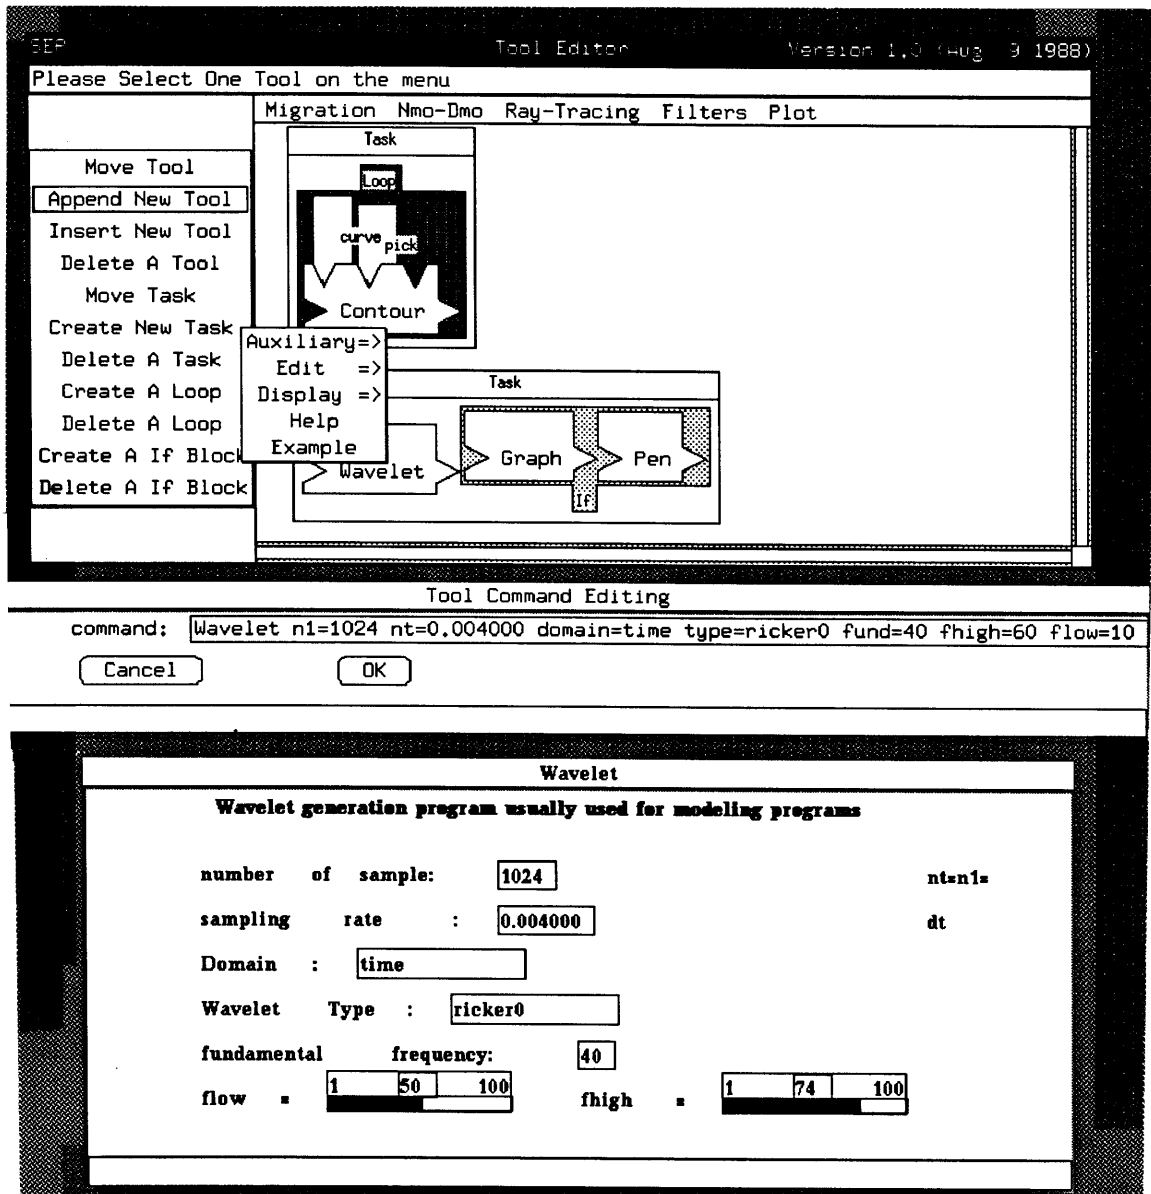 SEP Tool Editor Version 1.0 (Aug 9 1988)
Please Select One Tool on the menu
Migration Nmo-Dmo Ray-Tracing Filters Plot
Task
Loop
curve
pick
Contour
Move Tool
Append New Tool
Insert New Tool
Delete A Tool
Move Task
Create New Task
Delete A Task
Create A Loop
Delete A Loop
Create A If Block
Delete A If Block
Auxiliary=>
Edit =>
Display =>
Help
Example
Task
Wavelet Graph Pen
If
Tool Command Editing
command: Wavelet n1=1024 nt=0.004000 domain=time type=ricker0 fund=40 fhigh=60 flow=10
Cancel OK
Wavelet
Wavelet generation program usually used for modeling programs
number of sample: 1024 nt=n1=
sampling rate : 0.004000 dt
Domain : time
Wavelet Type : ricker0
fundamental frequency: 40
flow = 1 50 100 fhigh = 1 74 100